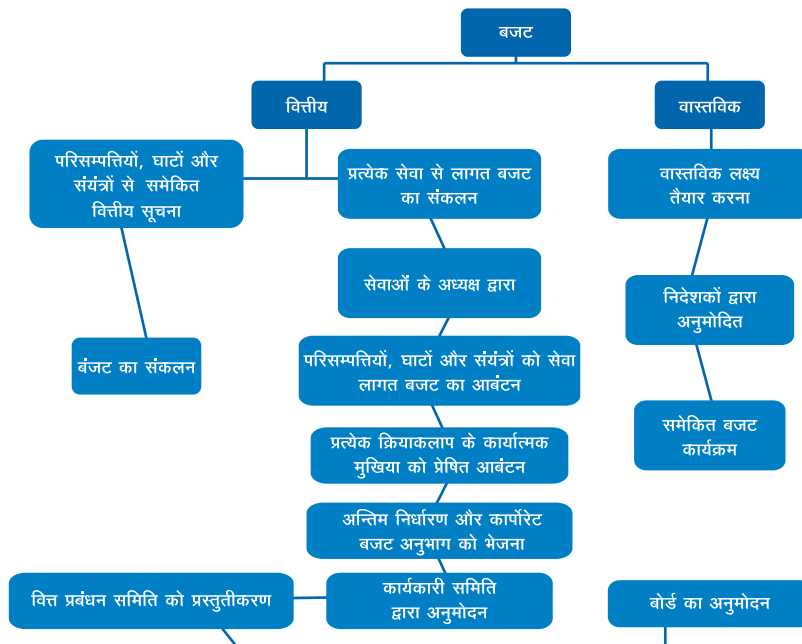 बजट
वित्तीय
वास्तविक
परिसम्पत्तियों, घाटों और
संयंत्रों से समेकित
वित्तीय सूचना
प्रत्येक सेवा से लागत बजट
का संकलन
वास्तविक लक्ष्य
तैयार करना
सेवाओं के अध्यक्ष द्वारा
निदेशकों द्वारा
अनुमोदित
बंजट का संकलन
परिसम्पत्तियों, घाटों और संयंत्रों को सेवा
लागत बजट का आबंटन
प्रत्येक क्रियाकलाप के कार्यात्मक
मुखिया को प्रेषित आबंटन
समेकित बजट
कार्यक्रम
अन्तिम निर्धारण और कार्पोरेट
बजट अनुभाग को भेजना
वित्त प्रबंधन समिति को प्रस्तुतीकरण
कार्यकारी समिति
द्वारा अनुमोदन
बोर्ड का अनुमोदन